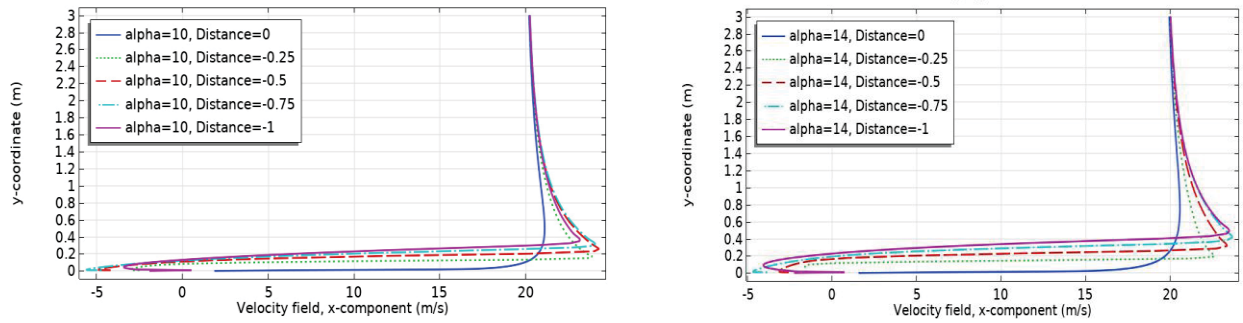 3
2.8
2.6
2.4
2.2
2
1.8
1.6
1.4
1.2
1
0.8
0.6
0.4
0.2
0
y-coordinate (m)
alpha=10, Distance=0
alpha=10, Distance=-0.25
alpha=10, Distance=-0.5
alpha=10, Distance=-0.75
alpha=10, Distance=-1
-5 0 5 10 15 20
Velocity field, x-component (m/s)
3
2.8
2.6
2.4
2.2
2
1.8
1.6
1.4
1.2
1
0.8
0.6
0.4
0.2
0
y-coordinate (m)
alpha=14, Distance=0
alpha=14, Distance=-0.25
alpha=14, Distance=-0.5
alpha=14, Distance=-0.75
alpha=14, Distance=-1
-5 0 5 10 15 20
Velocity field, x-component (m/s)